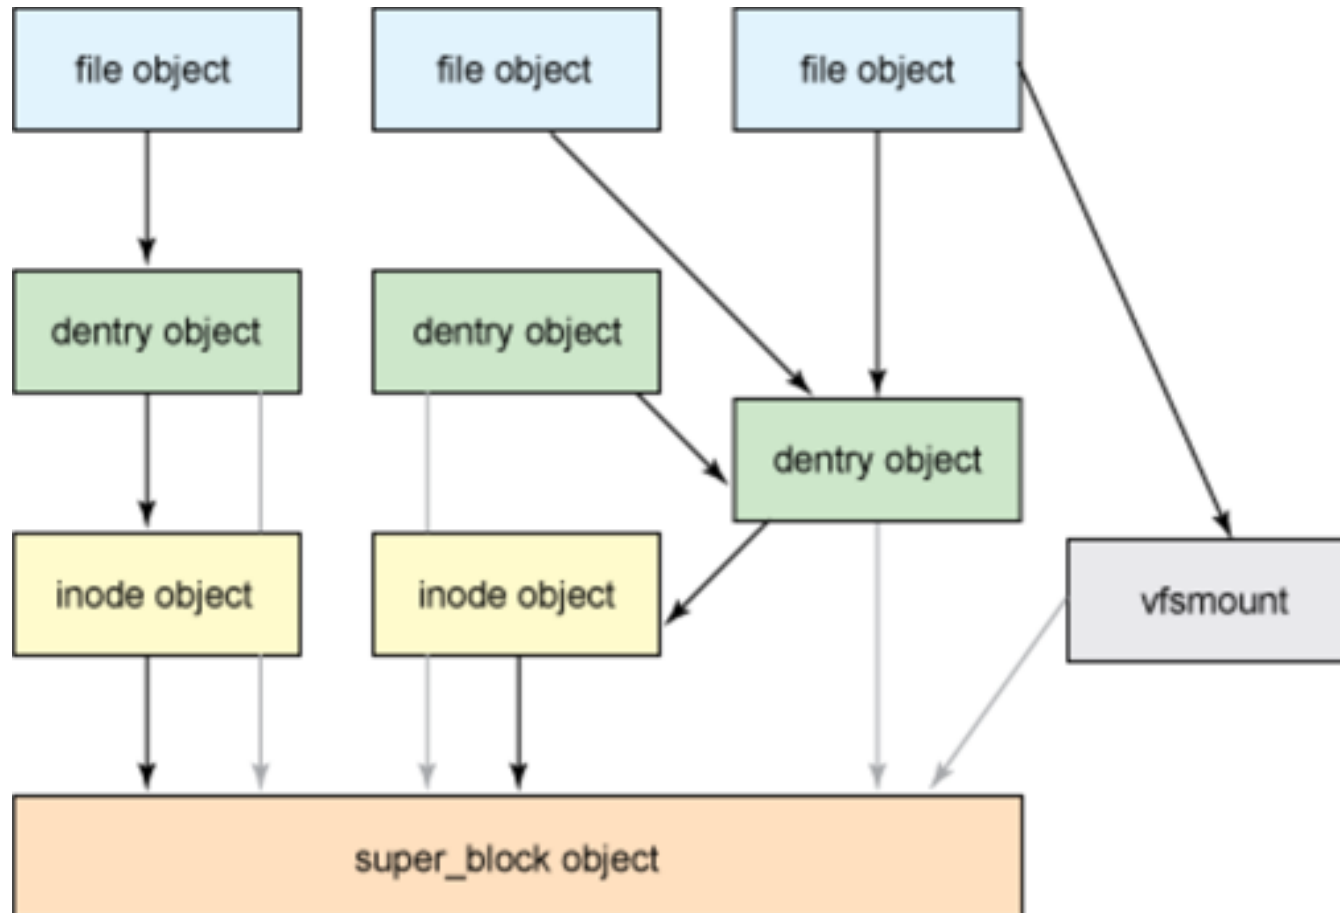 file object
file object
file object
dentry object
dentry object
dentry object
inode object
inode object
vfsmount
super_block object